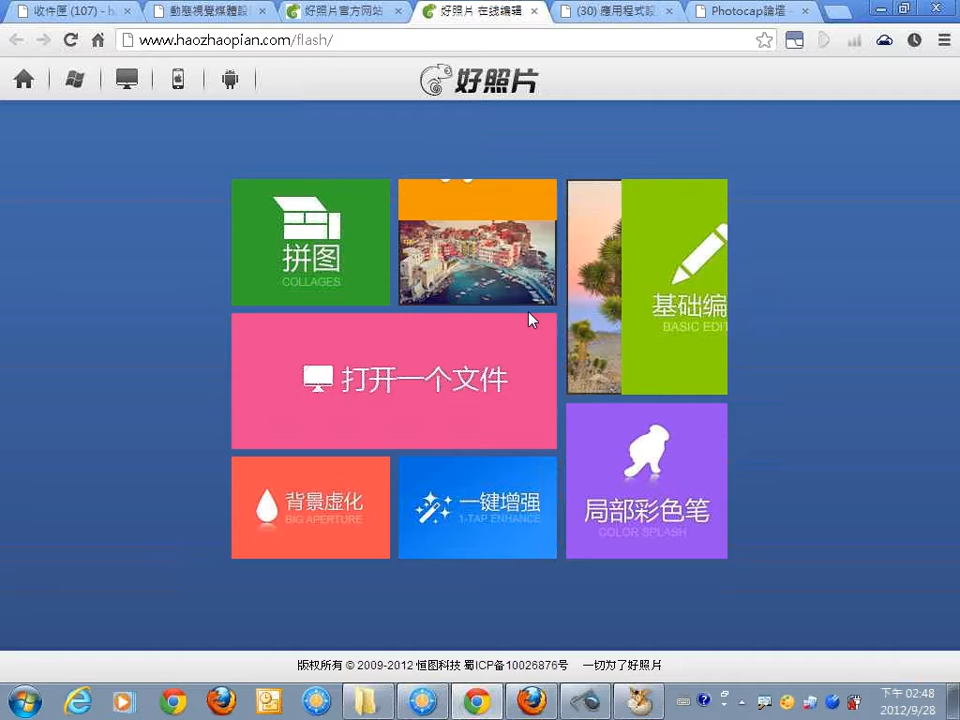 收件匣 (107) - h
動態視覺媒體設
好照片官方网站
好照片 在线编辑
(30) 應用程式設
Photocap論壇
www.haozhaopian.com/flash/
好照片
拼图
COLLAGES
基础编
BASIC EDI
打开一个文件
背景虚化
BIG APERTURE
一键增强
1-TAP ENHANCE
局部彩色笔
COLOR SPLASH
版权所有 © 2009-2012 恒图科技 蜀ICP备10026876号 一切为了好照片
下午 02:48
2012/9/28